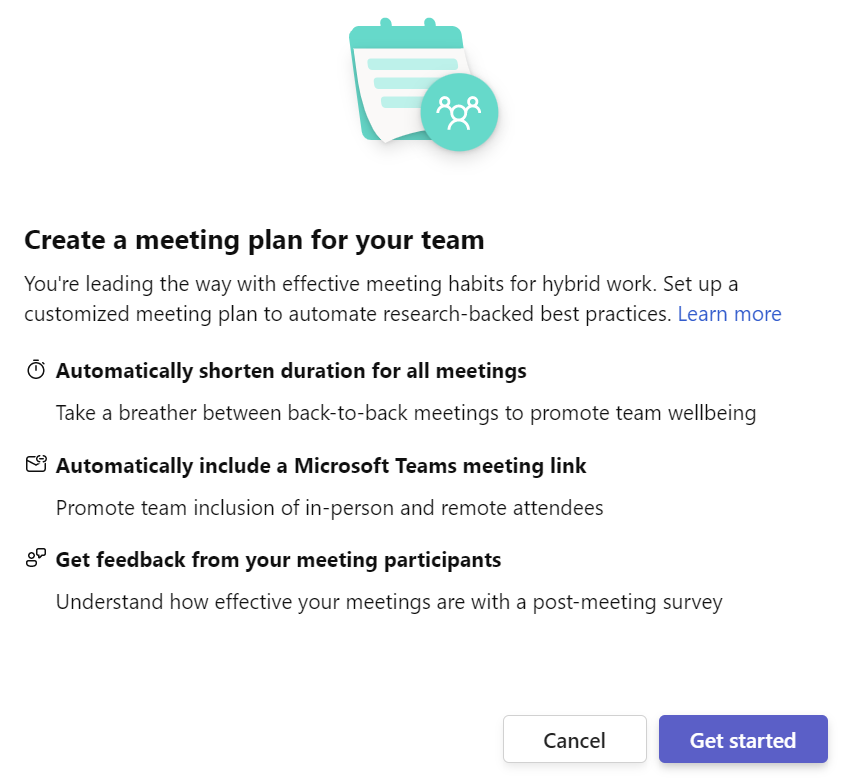 Create a meeting plan for your team
You're leading the way with effective meeting habits for hybrid work. Set up a
customized meeting plan to automate research-backed best practices. Learn more
Automatically shorten duration for all meetings
Take a breather between back-to-back meetings to promote team wellbeing
Automatically include a Microsoft Teams meeting link
Promote team inclusion of in-person and remote attendees
Get feedback from your meeting participants
Understand how effective your meetings are with a post-meeting survey
Cancel
Get started